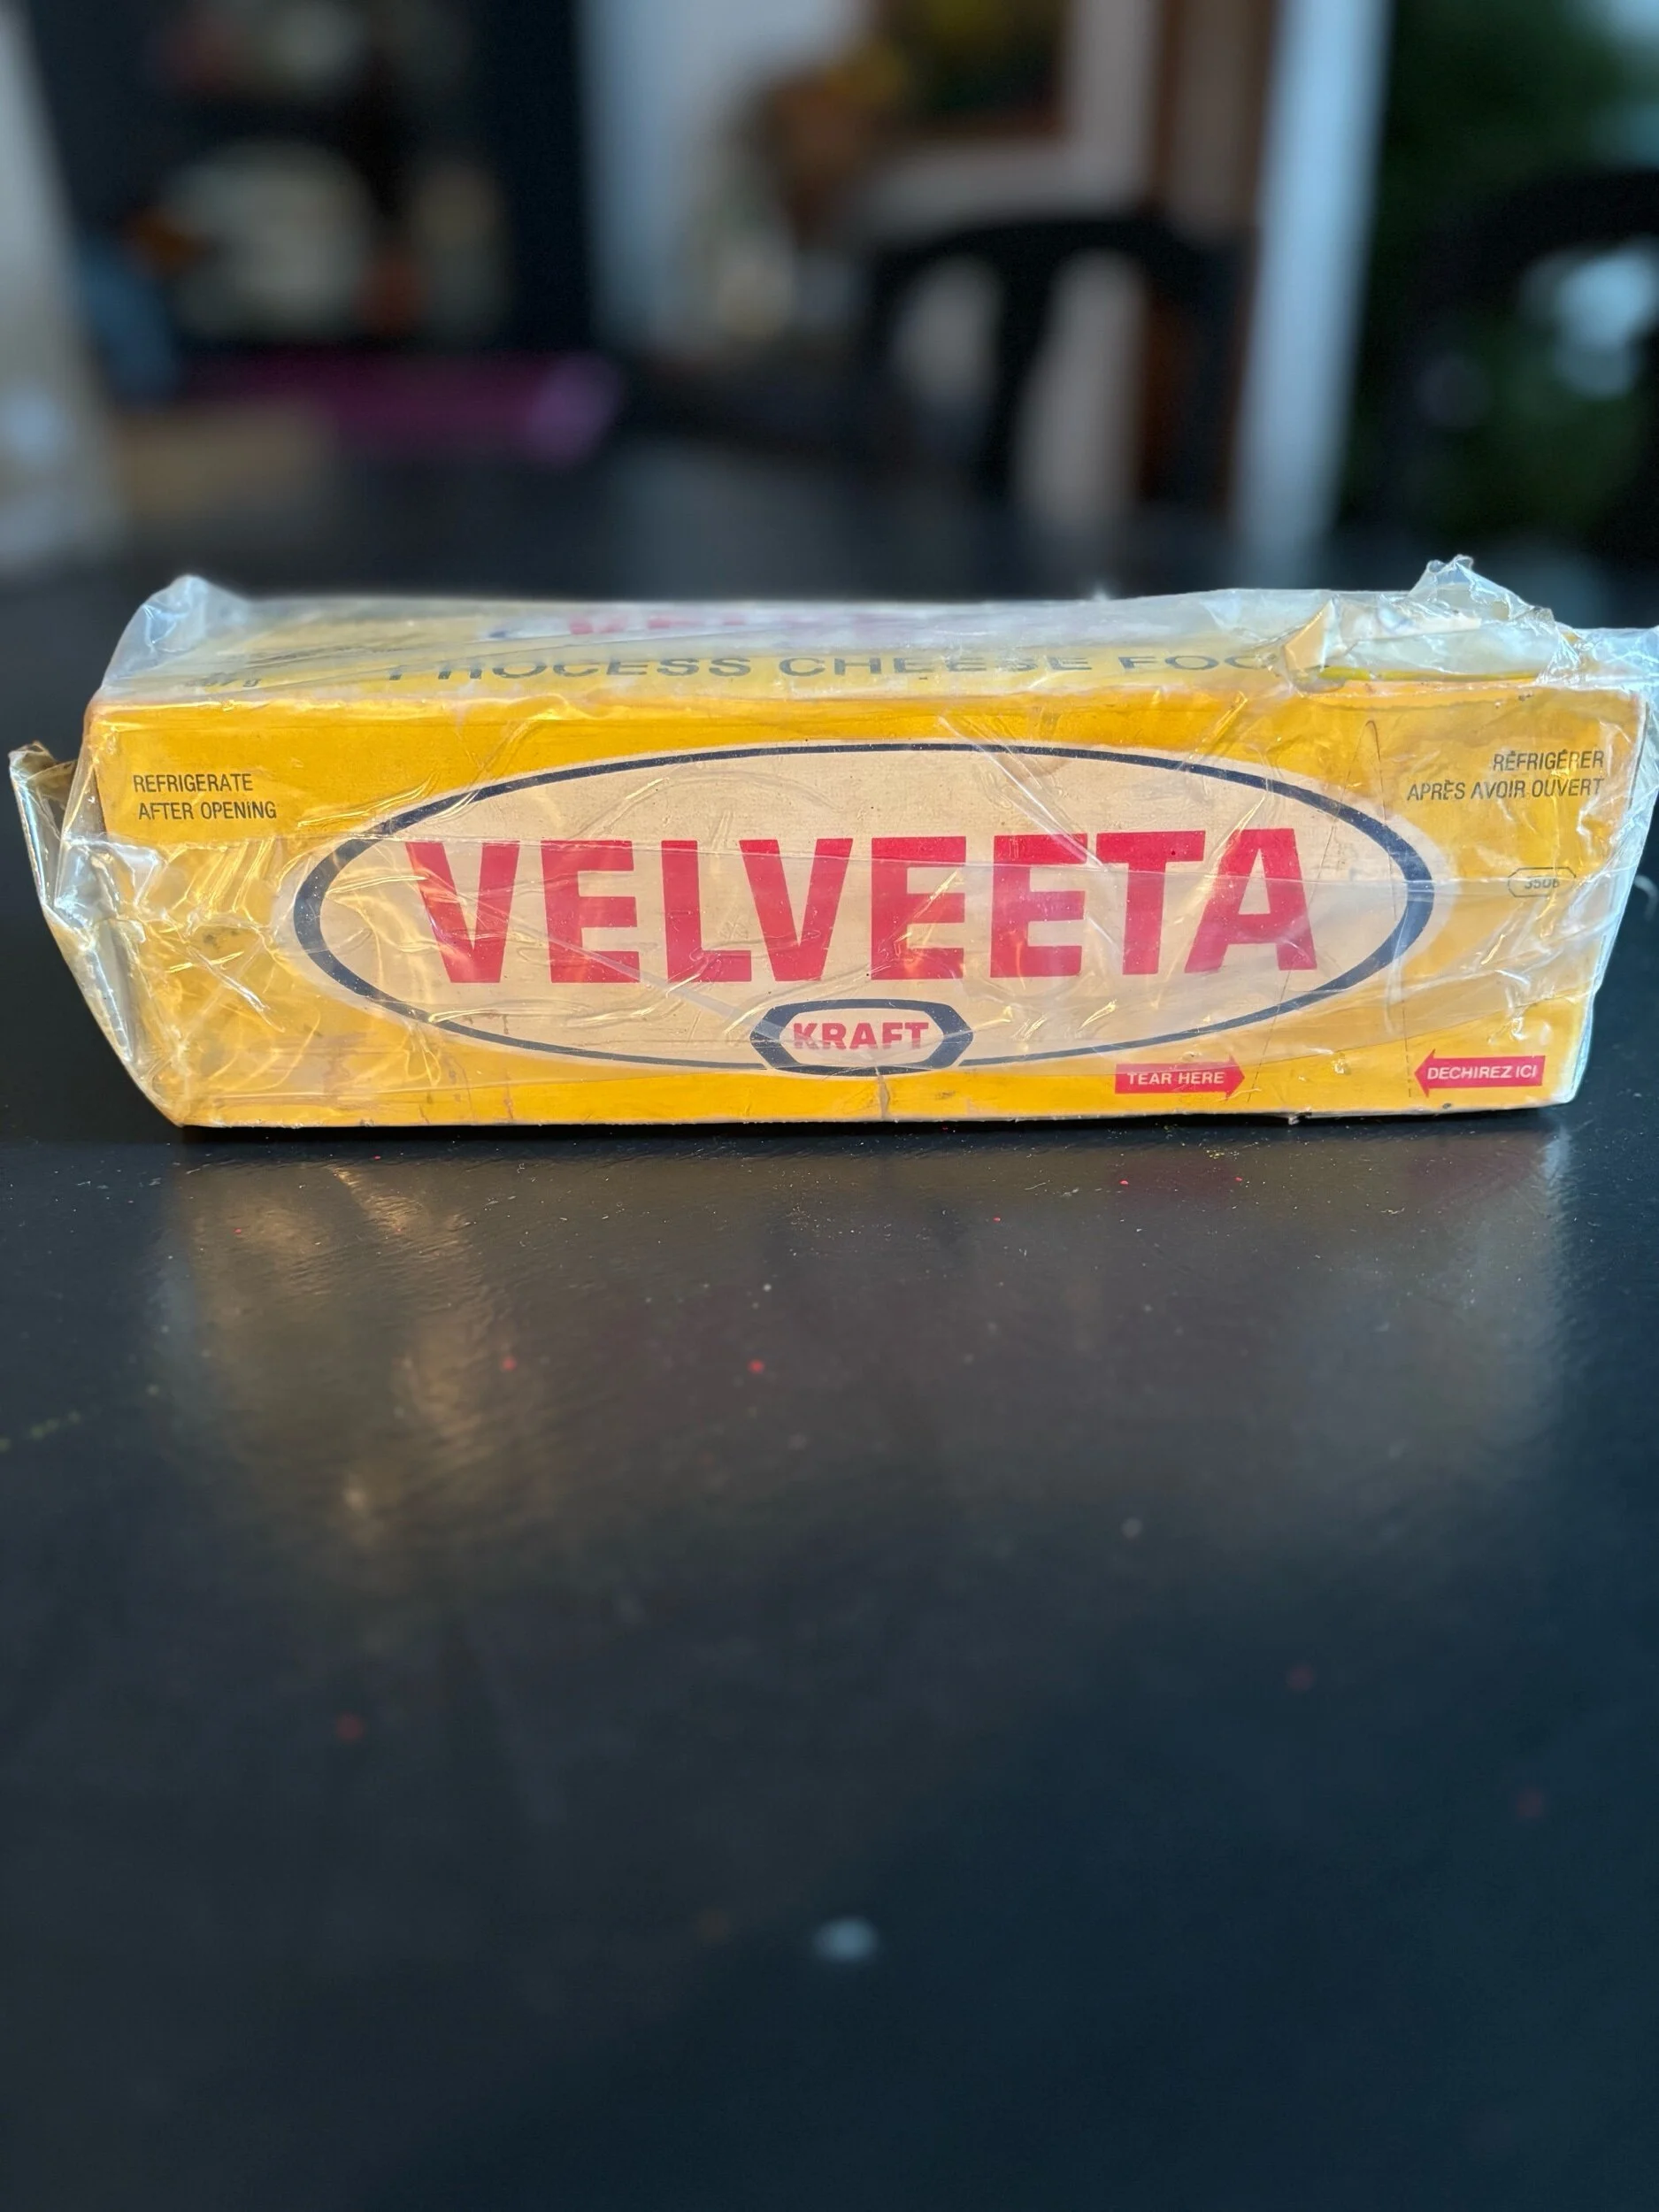 PROCESS CHEESE FOO
REFRIGERATE
AFTER OPENING
RÉFRIGÉRER
APRÈS AVOIR OUVERT
VELVEETA
KRAFT
TEAR HERE
DECHIREZ ICI